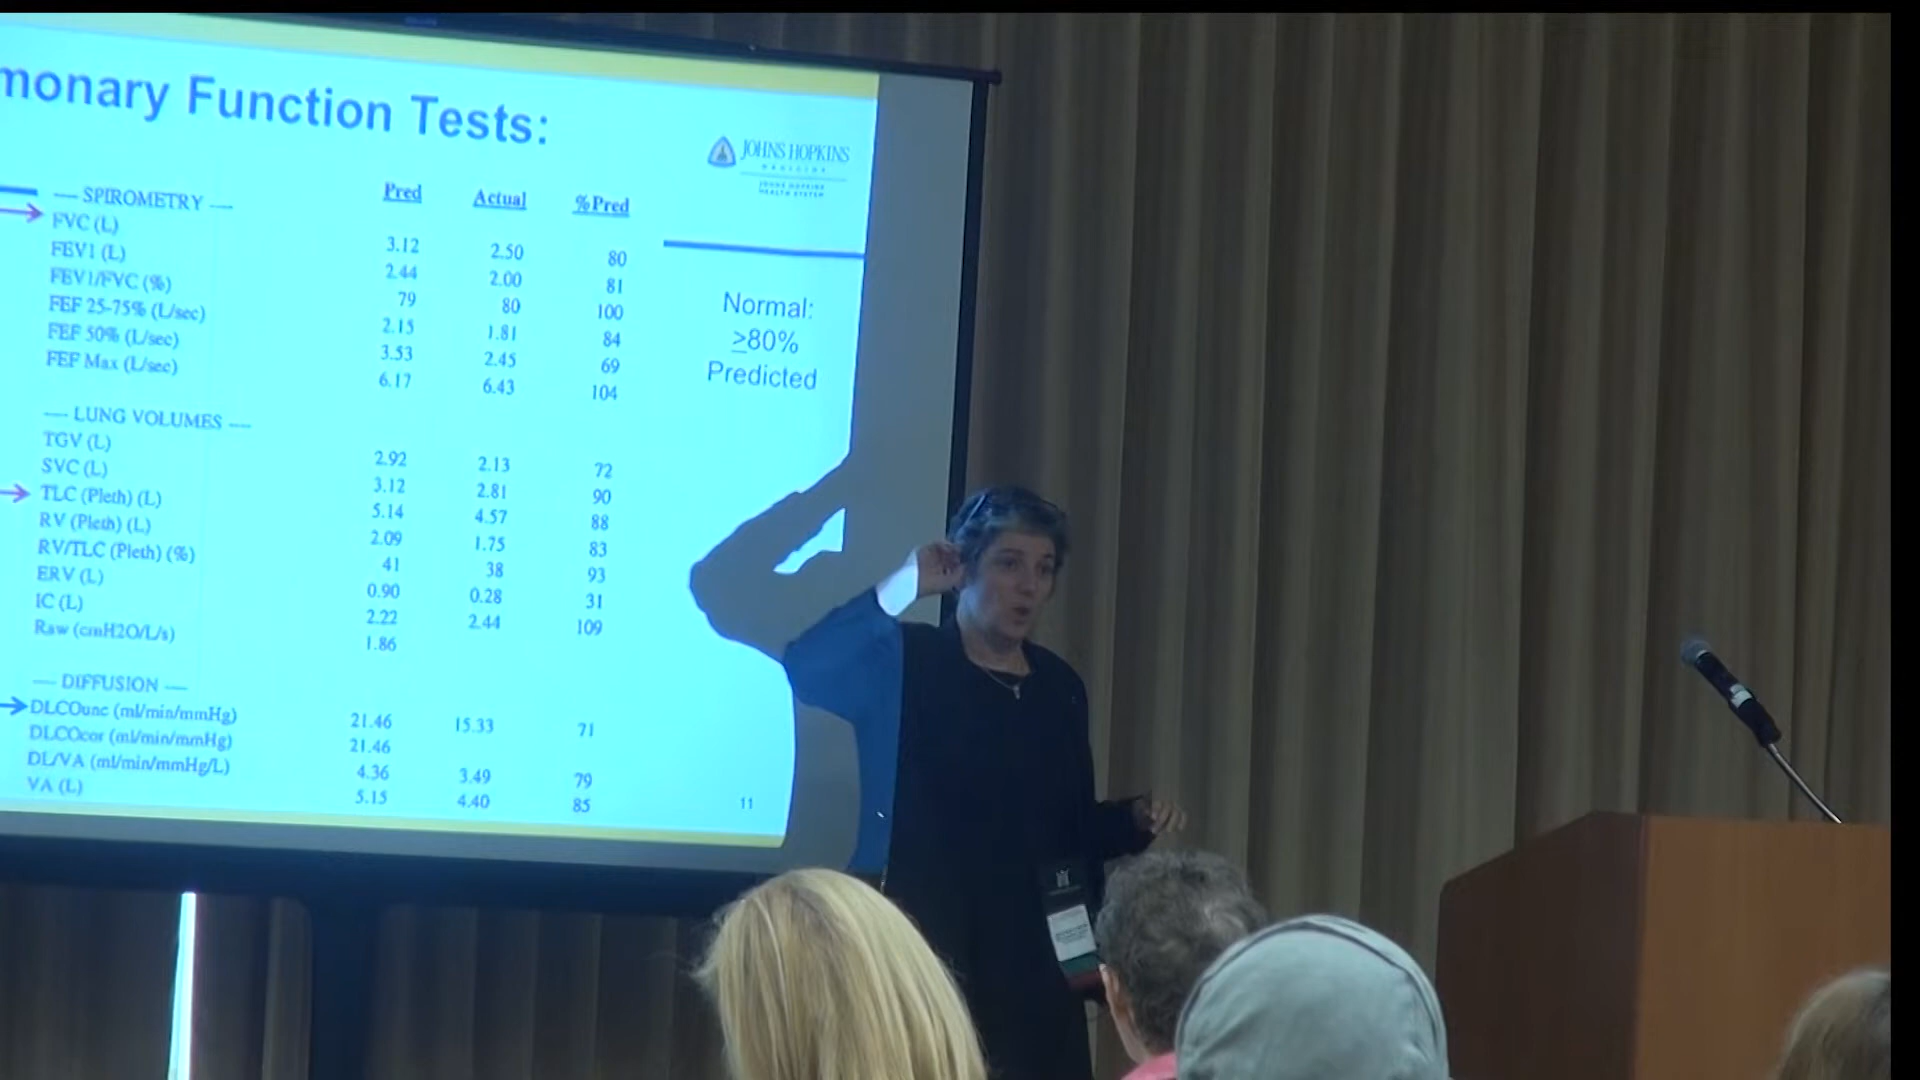 monary Function Tests:
JOHNS HOPKINS
MEDICINE
JOHNS HOPKINS
HEALTH SYSTEM
Pred Actual %Pred
---- SPIROMETRY ----
FVC (L) 3.12 2.50 80
FEV1 (L) 2.44 2.00 81
FEV1/FVC (%) 79 80 100
FEF 25-75% (L/sec) 2.15 1.81 84
FEF 50% (L/sec) 3.53 2.45 69
FEF Max (L/sec) 6.17 6.43 104
Normal:
≥80%
Predicted
---- LUNG VOLUMES ----
TGV (L) 2.92 2.13 72
SVC (L) 3.12 2.81 90
TLC (Pleth) (L) 5.14 4.57 88
RV (Pleth) (L) 2.09 1.75 83
RV/TLC (Pleth) (%) 41 38 93
ERV (L) 0.90 0.28 31
IC (L) 2.22 2.44 109
Raw (cmH2O/L/s) 1.86
---- DIFFUSION ----
DLCOunc (ml/min/mmHg) 21.46 15.33 71
DLCOcor (ml/min/mmHg) 21.46
DL/VA (ml/min/mmHg/L) 4.36 3.49 79
VA (L) 5.15 4.40 85
11